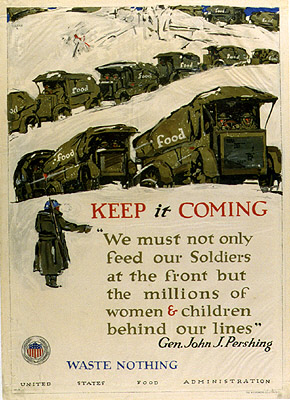 food
food
food
food
KEEP it COMING
"We must not only
feed our Soldiers
at the front but
the millions of
women & children
behind our lines"
Gen. John J. Pershing
WASTE NOTHING
UNITED STATES FOOD ADMINISTRATION